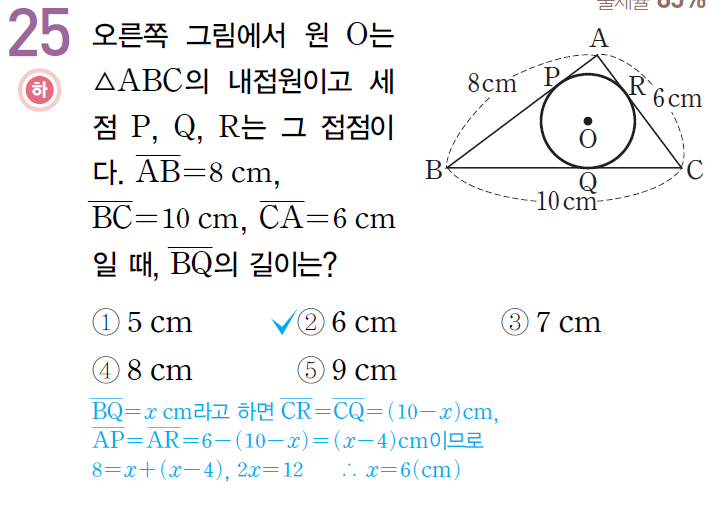 풀제율 83%
25
하
오른쪽 그림에서 원 O는
△ABC의 내접원이고 세
점 P, Q, R는 그 접점이
다. AB=8 cm,
BC=10 cm, CA=6 cm
일 때, BQ의 길이는?
A
8cm
P
R
6cm
O
B
C
Q
10cm
① 5 cm ② 6 cm ③ 7 cm
④ 8 cm ⑤ 9 cm
BQ=x cm라고 하면 CR=CQ=(10-x)cm,
AP=AR=6-(10-x)=(x-4)cm이므로
8=x+(x-4), 2x=12 ∴ x=6(cm)